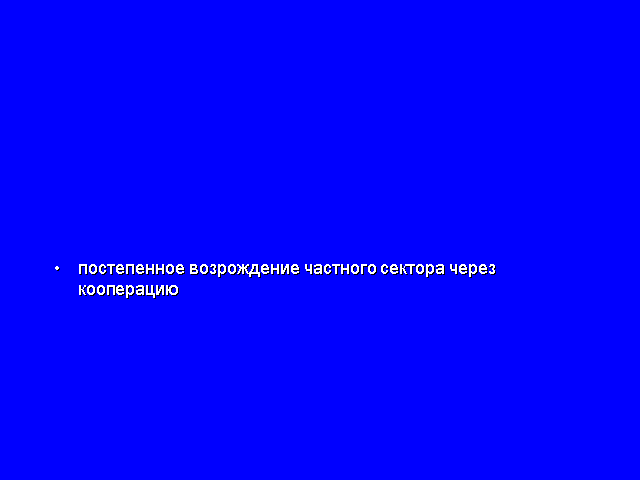 • постепенное возрождение частного сектора через
кооперацию